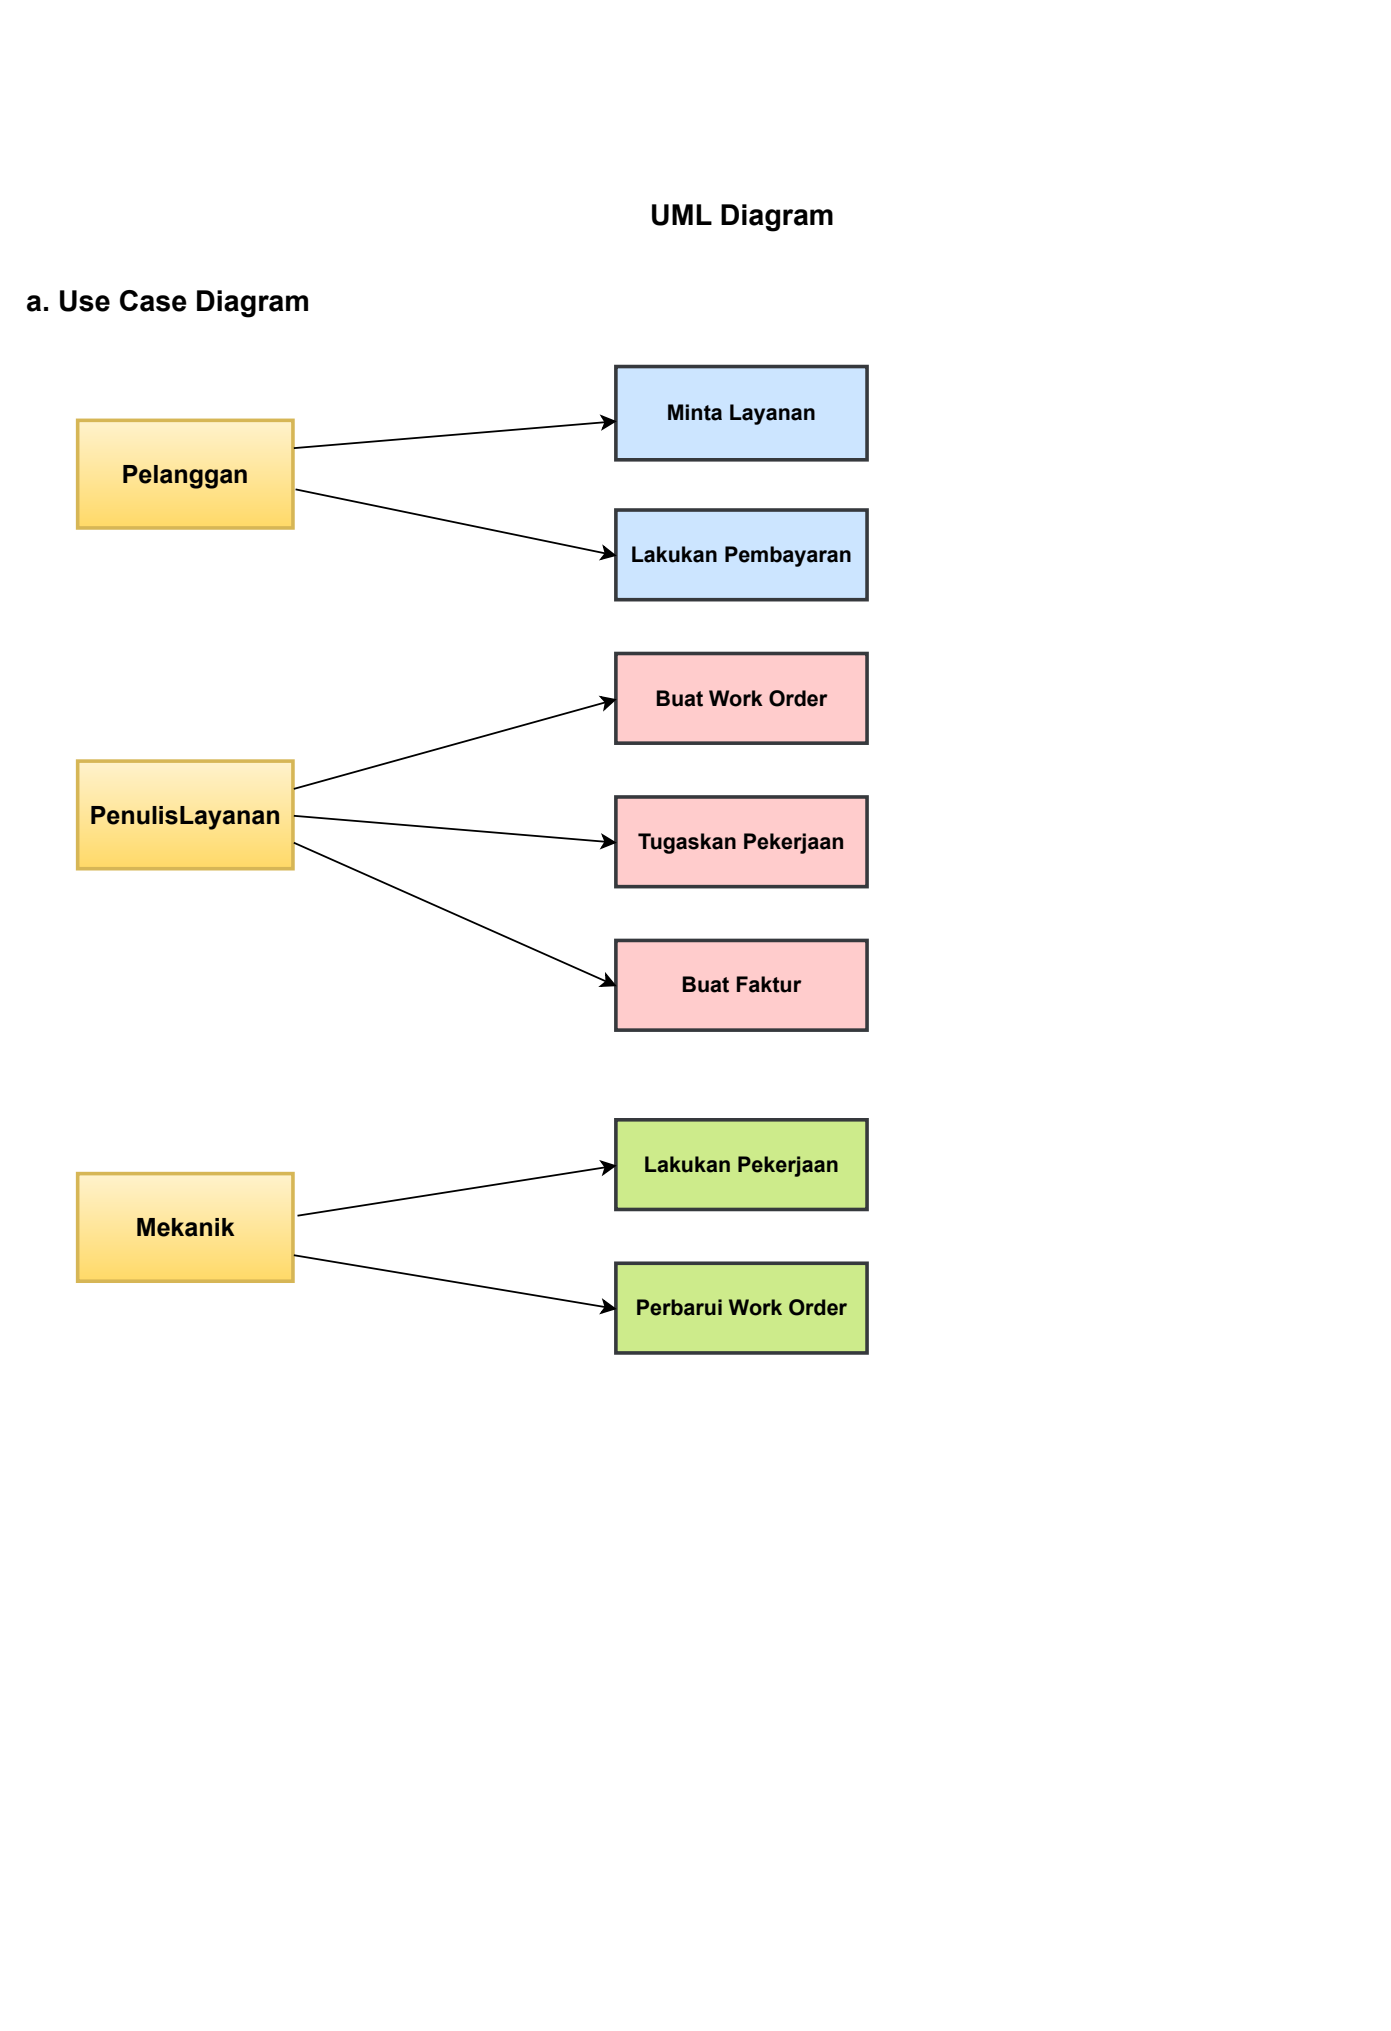 UML Diagram
a. Use Case Diagram
Pelanggan
Minta Layanan
Lakukan Pembayaran
PenulisLayanan
Buat Work Order
Tugaskan Pekerjaan
Buat Faktur
Mekanik
Lakukan Pekerjaan
Perbarui Work Order